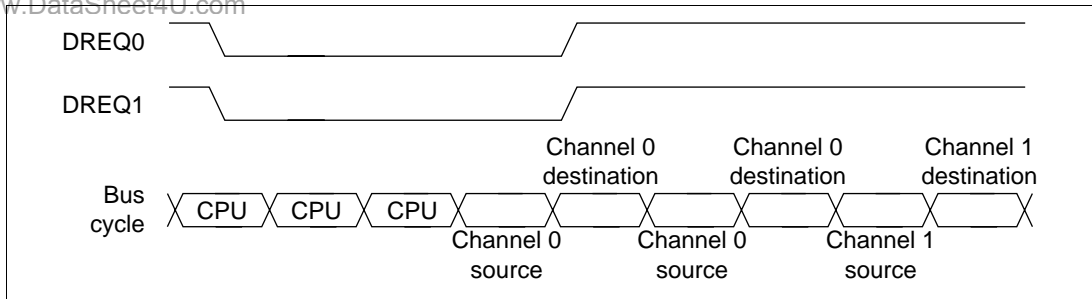 w.DataSheet4U.com
DREQ0
DREQ1
Channel 0
destination
Channel 0
destination
Channel 1
destination
Bus
cycle
CPU
CPU
CPU
Channel 0
source
Channel 0
source
Channel 1
source